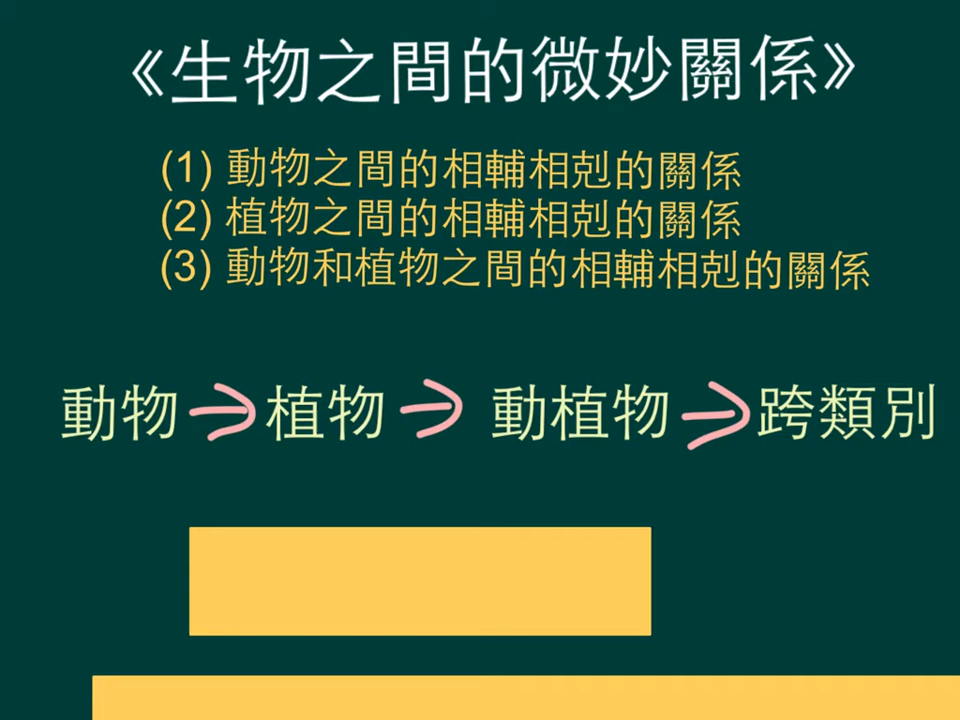 《生物之間的微妙關係》
(1) 動物之間的相輔相剋的關係
(2) 植物之間的相輔相剋的關係
(3) 動物和植物之間的相輔相剋的關係
動物 → 植物 → 動植物 → 跨類別